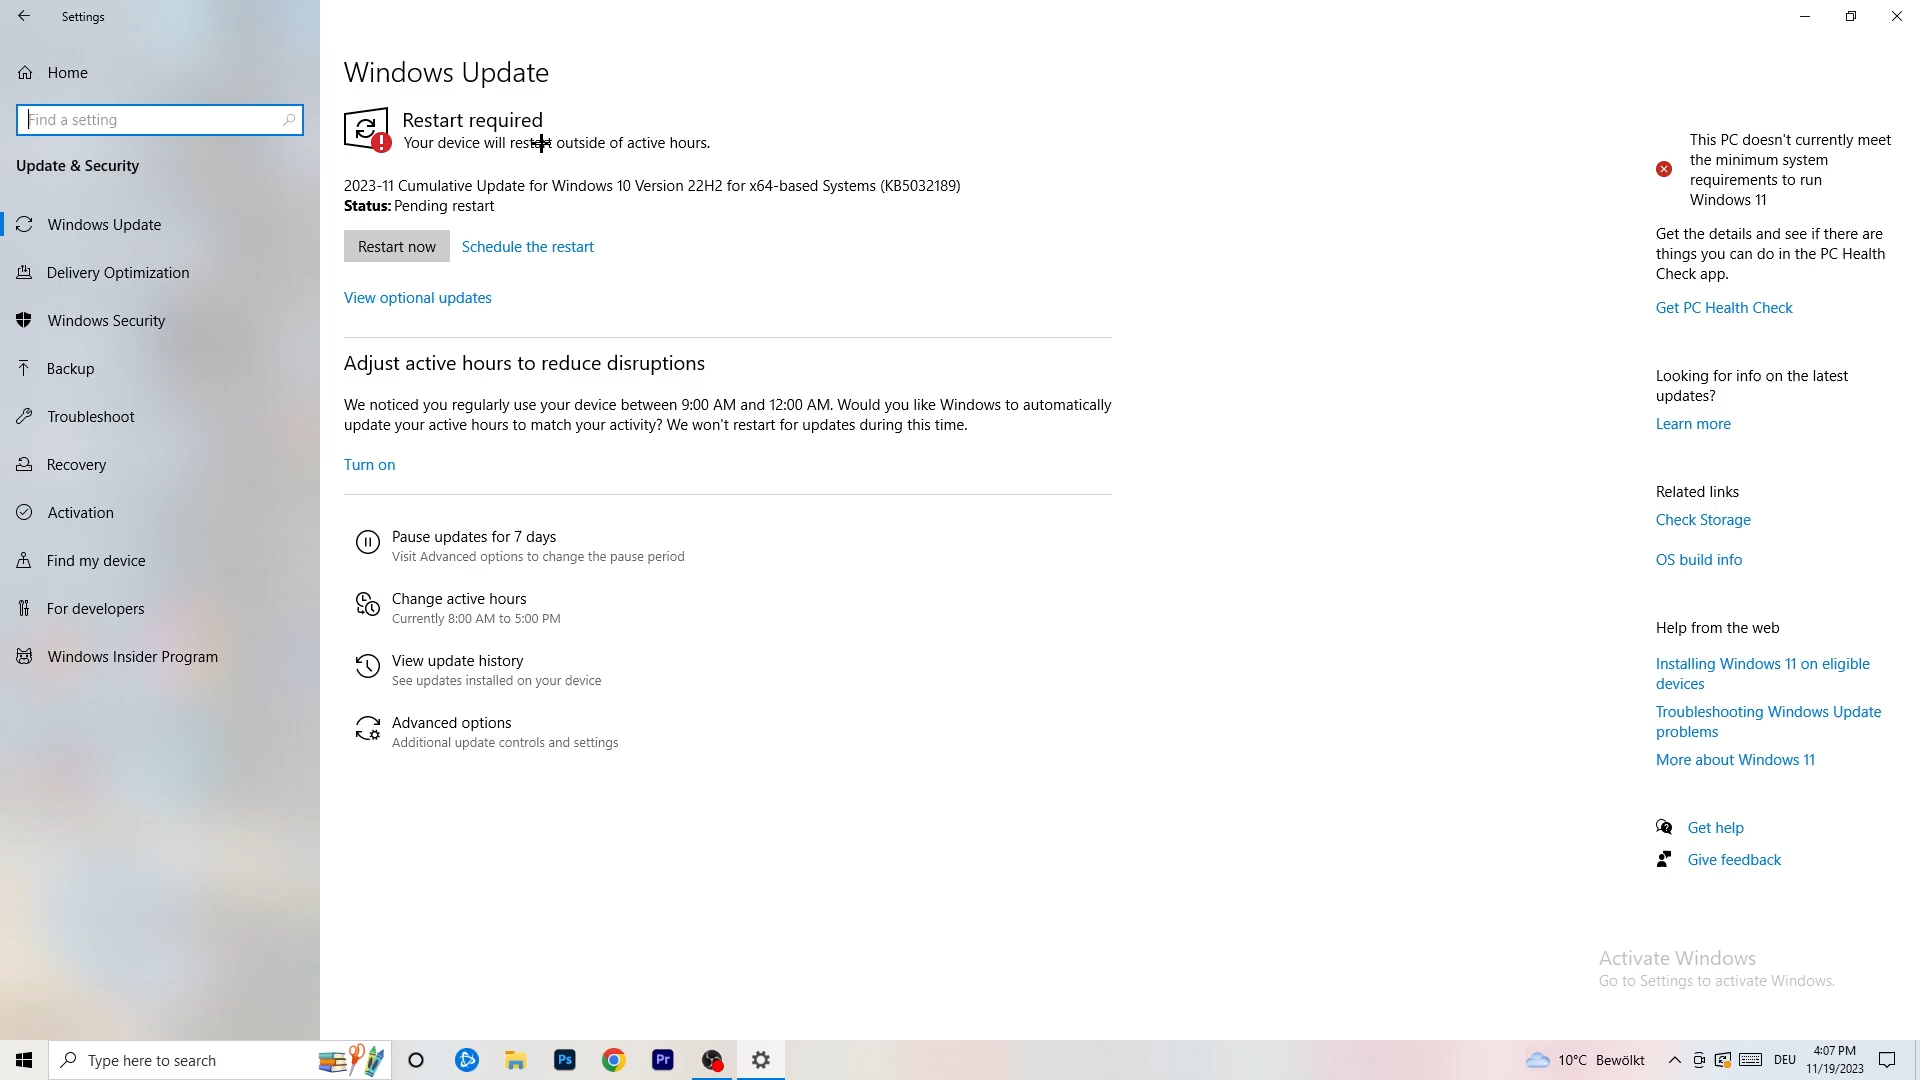 Settings
Home
Find a setting
Update & Security
Windows Update
Delivery Optimization
Windows Security
Backup
Troubleshoot
Recovery
Activation
Find my device
For developers
Windows Insider Program
Windows Update
Restart required
Your device will restart outside of active hours.
2023-11 Cumulative Update for Windows 10 Version 22H2 for x64-based Systems (KB5032189)
Status: Pending restart
Restart now
Schedule the restart
View optional updates
Adjust active hours to reduce disruptions
We noticed you regularly use your device between 9:00 AM and 12:00 AM. Would you like Windows to automatically
update your active hours to match your activity? We won't restart for updates during this time.
Turn on
Pause updates for 7 days
Visit Advanced options to change the pause period
Change active hours
Currently 8:00 AM to 5:00 PM
View update history
See updates installed on your device
Advanced options
Additional update controls and settings
This PC doesn't currently meet
the minimum system
requirements to run
Windows 11
Get the details and see if there are
things you can do in the PC Health
Check app.
Get PC Health Check
Looking for info on the latest
updates?
Learn more
Related links
Check Storage
OS build info
Help from the web
Installing Windows 11 on eligible
devices
Troubleshooting Windows Update
problems
More about Windows 11
Get help
Give feedback
Activate Windows
Go to Settings to activate Windows.
Type here to search
Ps
Pr
10°C Bewölkt
DEU
4:07 PM
11/19/2023